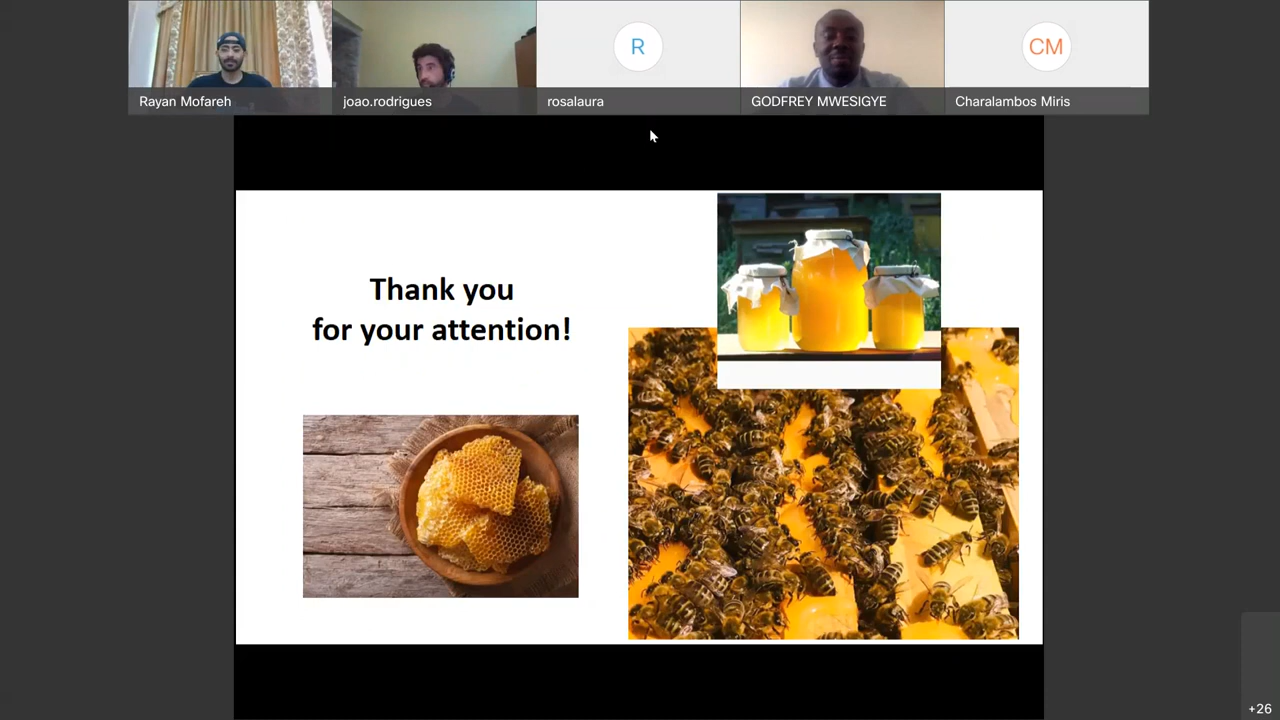 R
CM
Rayan Mofareh
joao.rodrigues
rosalaura
GODFREY MWESIGYE
Charalambos Miris
Thank you
for your attention!
+26